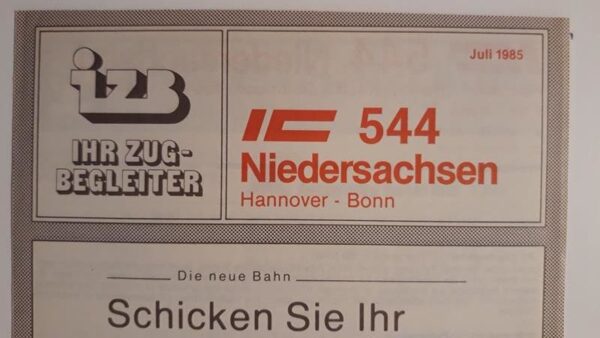 izB
IHR ZUG-
BEGLEITER
Juli 1985
IC 544
Niedersachsen
Hannover - Bonn
Die neue Bahn
Schicken Sie Ihr